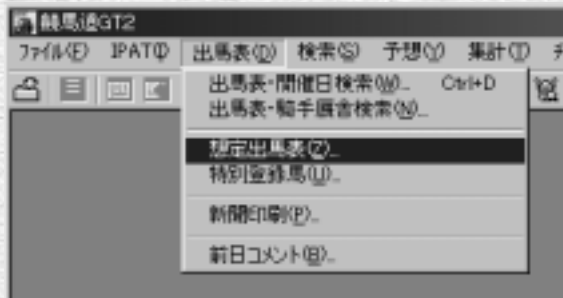 競馬道GT2
ファイル(F) IPAT(I) 出馬表(D) 検索(S) 予想(Y) 集計(T)
出馬表・開催日検索(W)... Ctrl+D
出馬表・騎手厩舎検索(N)...
想定出馬表(Z)...
特別登録馬(U)...
新聞印刷(P)...
前日コメント(B)...